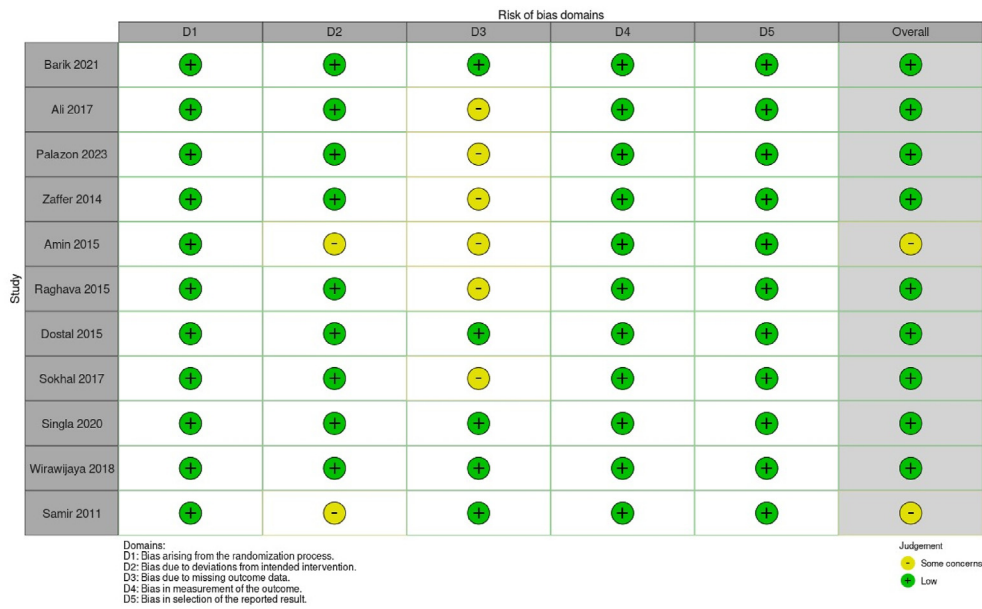 Risk of bias domains
D1 D2 D3 D4 D5 Overall
Study
Barik 2021 + + + + + +
Ali 2017 + + - + + +
Palazon 2023 + + - + + +
Zaffer 2014 + + - + + +
Amin 2015 + - - + + -
Raghava 2015 + + - + + +
Dostal 2015 + + + + + +
Sokhal 2017 + + - + + +
Singla 2020 + + + + + +
Wirawijaya 2018 + + + + + +
Samir 2011 + - + + + -
Domains:
D1: Bias arising from the randomization process.
D2: Bias due to deviations from intended intervention.
D3: Bias due to missing outcome data.
D4: Bias in measurement of the outcome.
D5: Bias in selection of the reported result.
Judgement
- Some concerns
+ Low